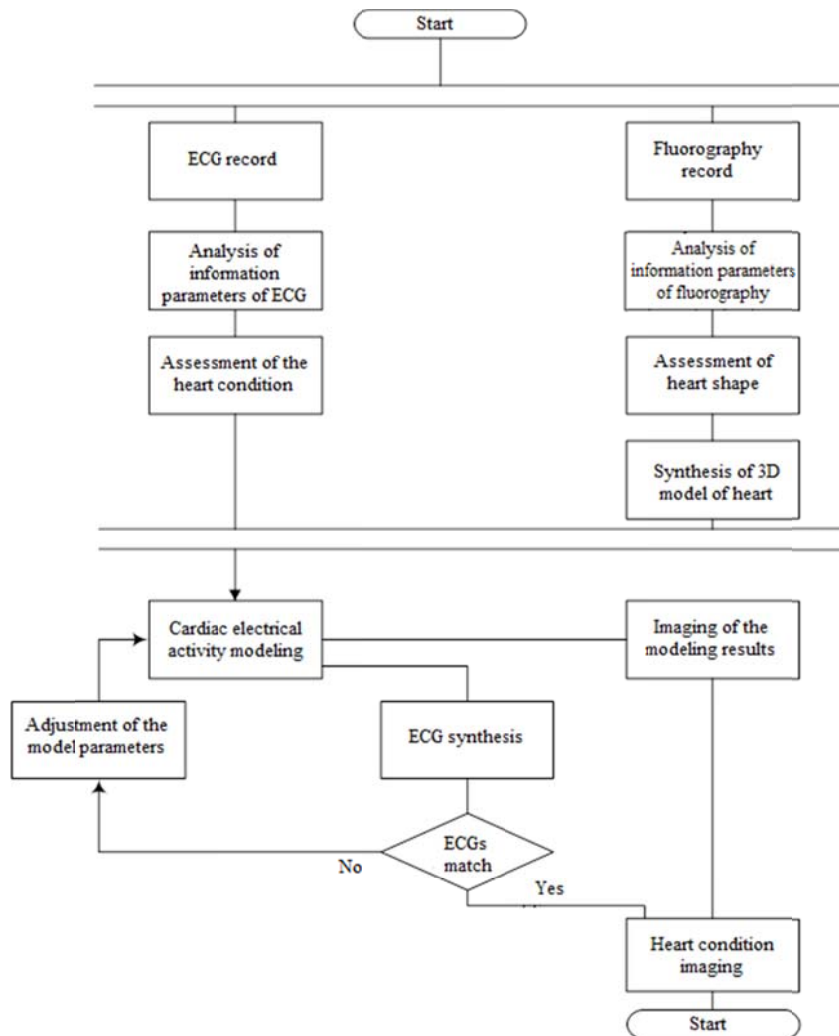 Start
ECG record
Fluorography
record
Analysis of
information
parameters of ECG
Analysis of
information parameters
of fluorography
Assessment of the
heart condition
Assessment of
heart shape
Synthesis of 3D
model of heart
Cardiac electrical
activity modeling
Imaging of the
modeling results
Adjustment of the
model parameters
ECG synthesis
ECGs
match
No
Yes
Heart condition
imaging
Start